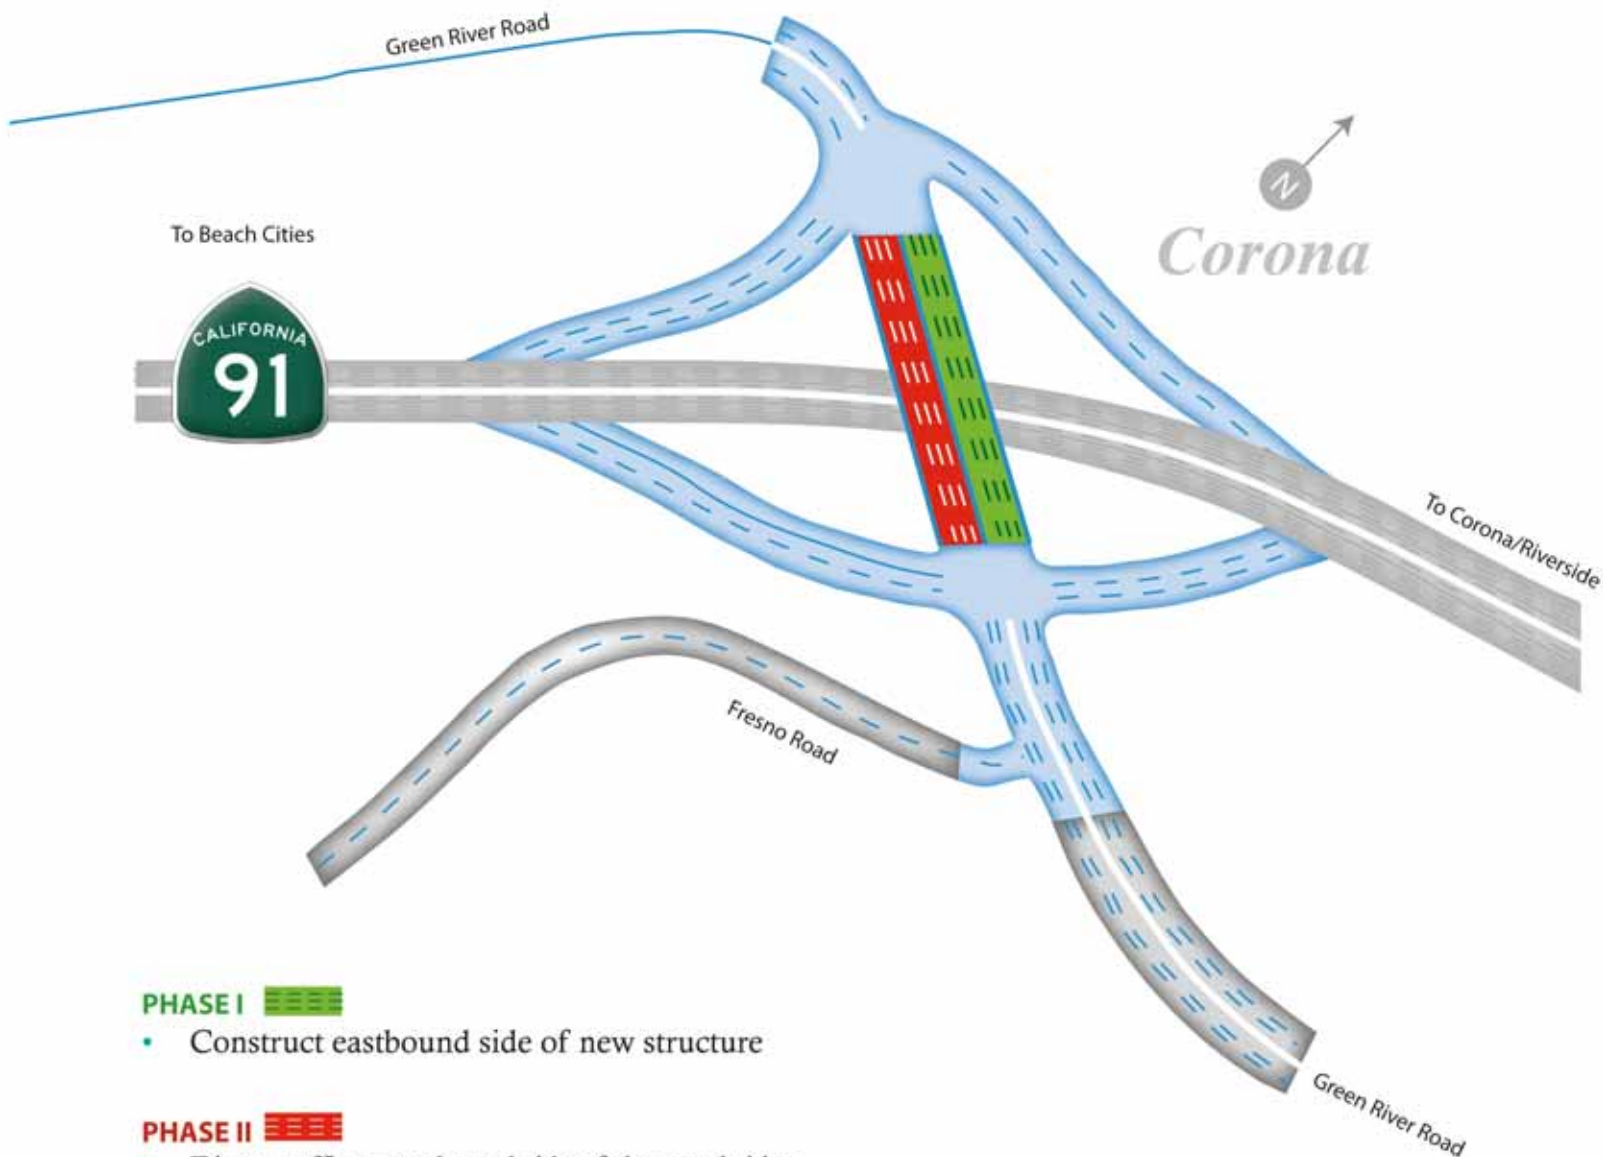 Green River Road
To Beach Cities
N
Corona
CALIFORNIA
91
To Corona/Riverside
Fresno Road
PHASE I
• Construct eastbound side of new structure
Green River Road
PHASE II